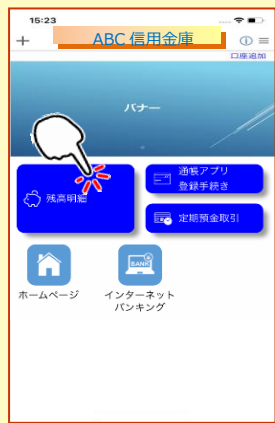 15:23
ABC信用金庫
口座追加
バナー
残高明細
通帳アプリ
登録手続き
定期預金取引
BANK
ホームページ
インターネット
バンキング